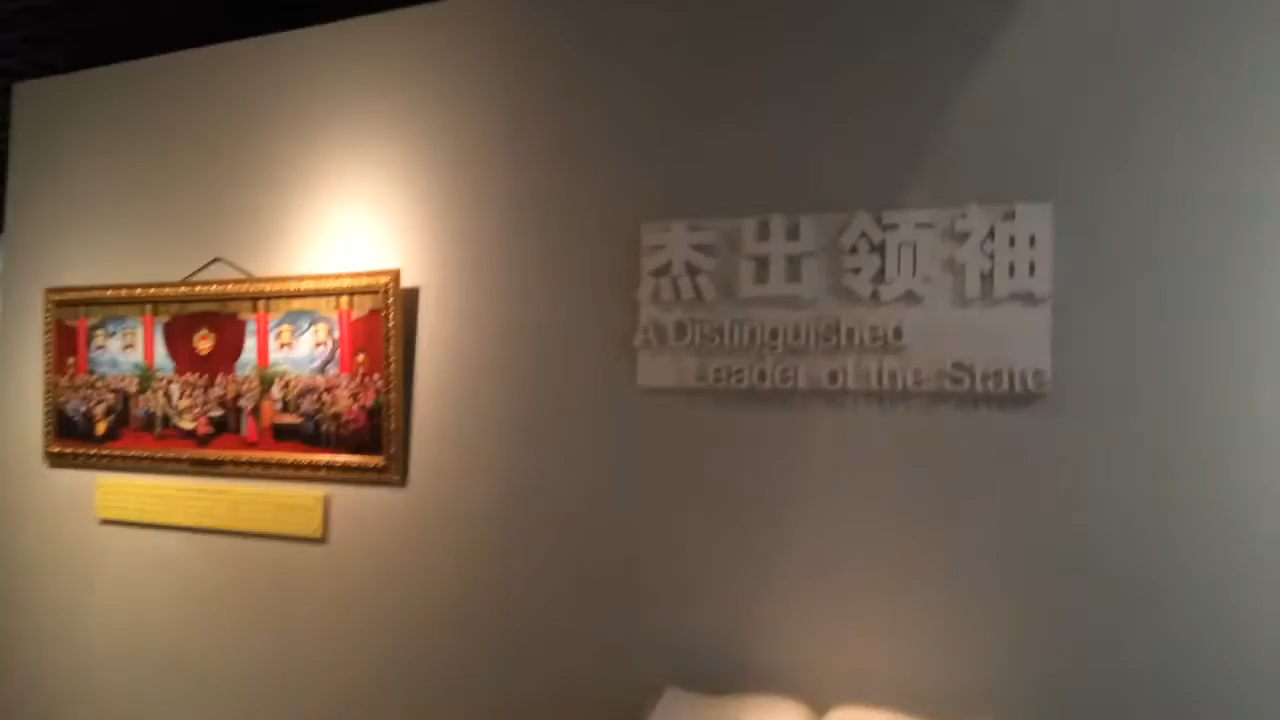 杰出领袖
A Distinguished
Leader of the State